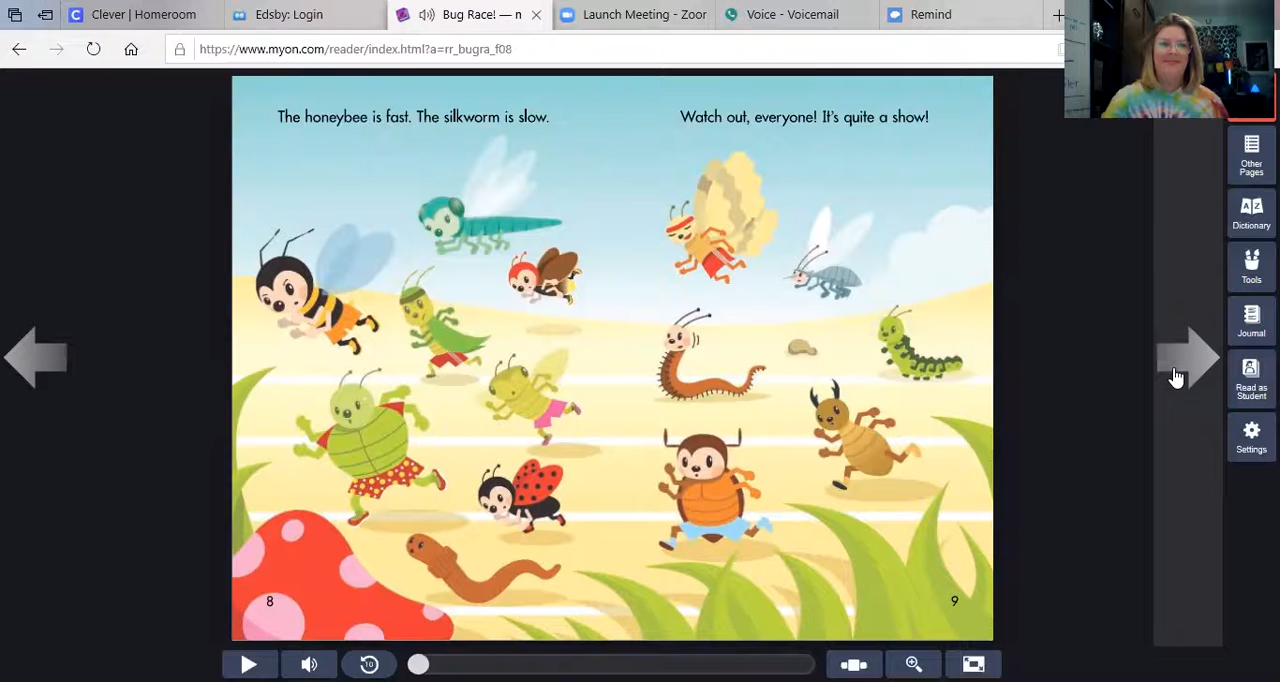 Clever | Homeroom
Edsby: Login
Bug Race! — n
Launch Meeting - Zoor
Voice - Voicemail
Remind
https://www.myon.com/reader/index.html?a=rr_bugra_f08
The honeybee is fast. The silkworm is slow.
Watch out, everyone! It's quite a show!
8
9
Other
Pages
Dictionary
Tools
Journal
Read as
Student
Settings
10